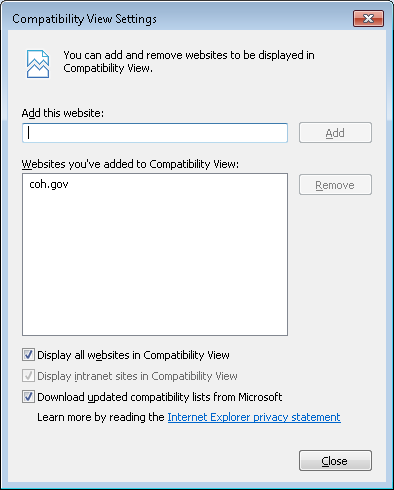 Compatibility View Settings
You can add and remove websites to be displayed in
Compatibility View.
Add this website:
Add
Websites you've added to Compatibility View:
coh.gov
Remove
Display all websites in Compatibility View
Display intranet sites in Compatibility View
Download updated compatibility lists from Microsoft
Learn more by reading the Internet Explorer privacy statement
Close